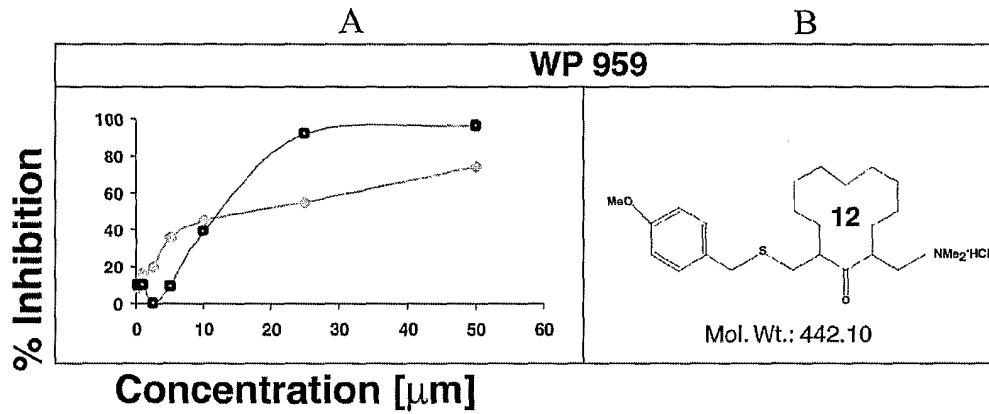 A B
WP 959
% Inhibition
100
80
60
40
20
0
0 10 20 30 40 50 60
Concentration [μm]
MeO
S
12
O
NMe2·HCl
Mol. Wt.: 442.10